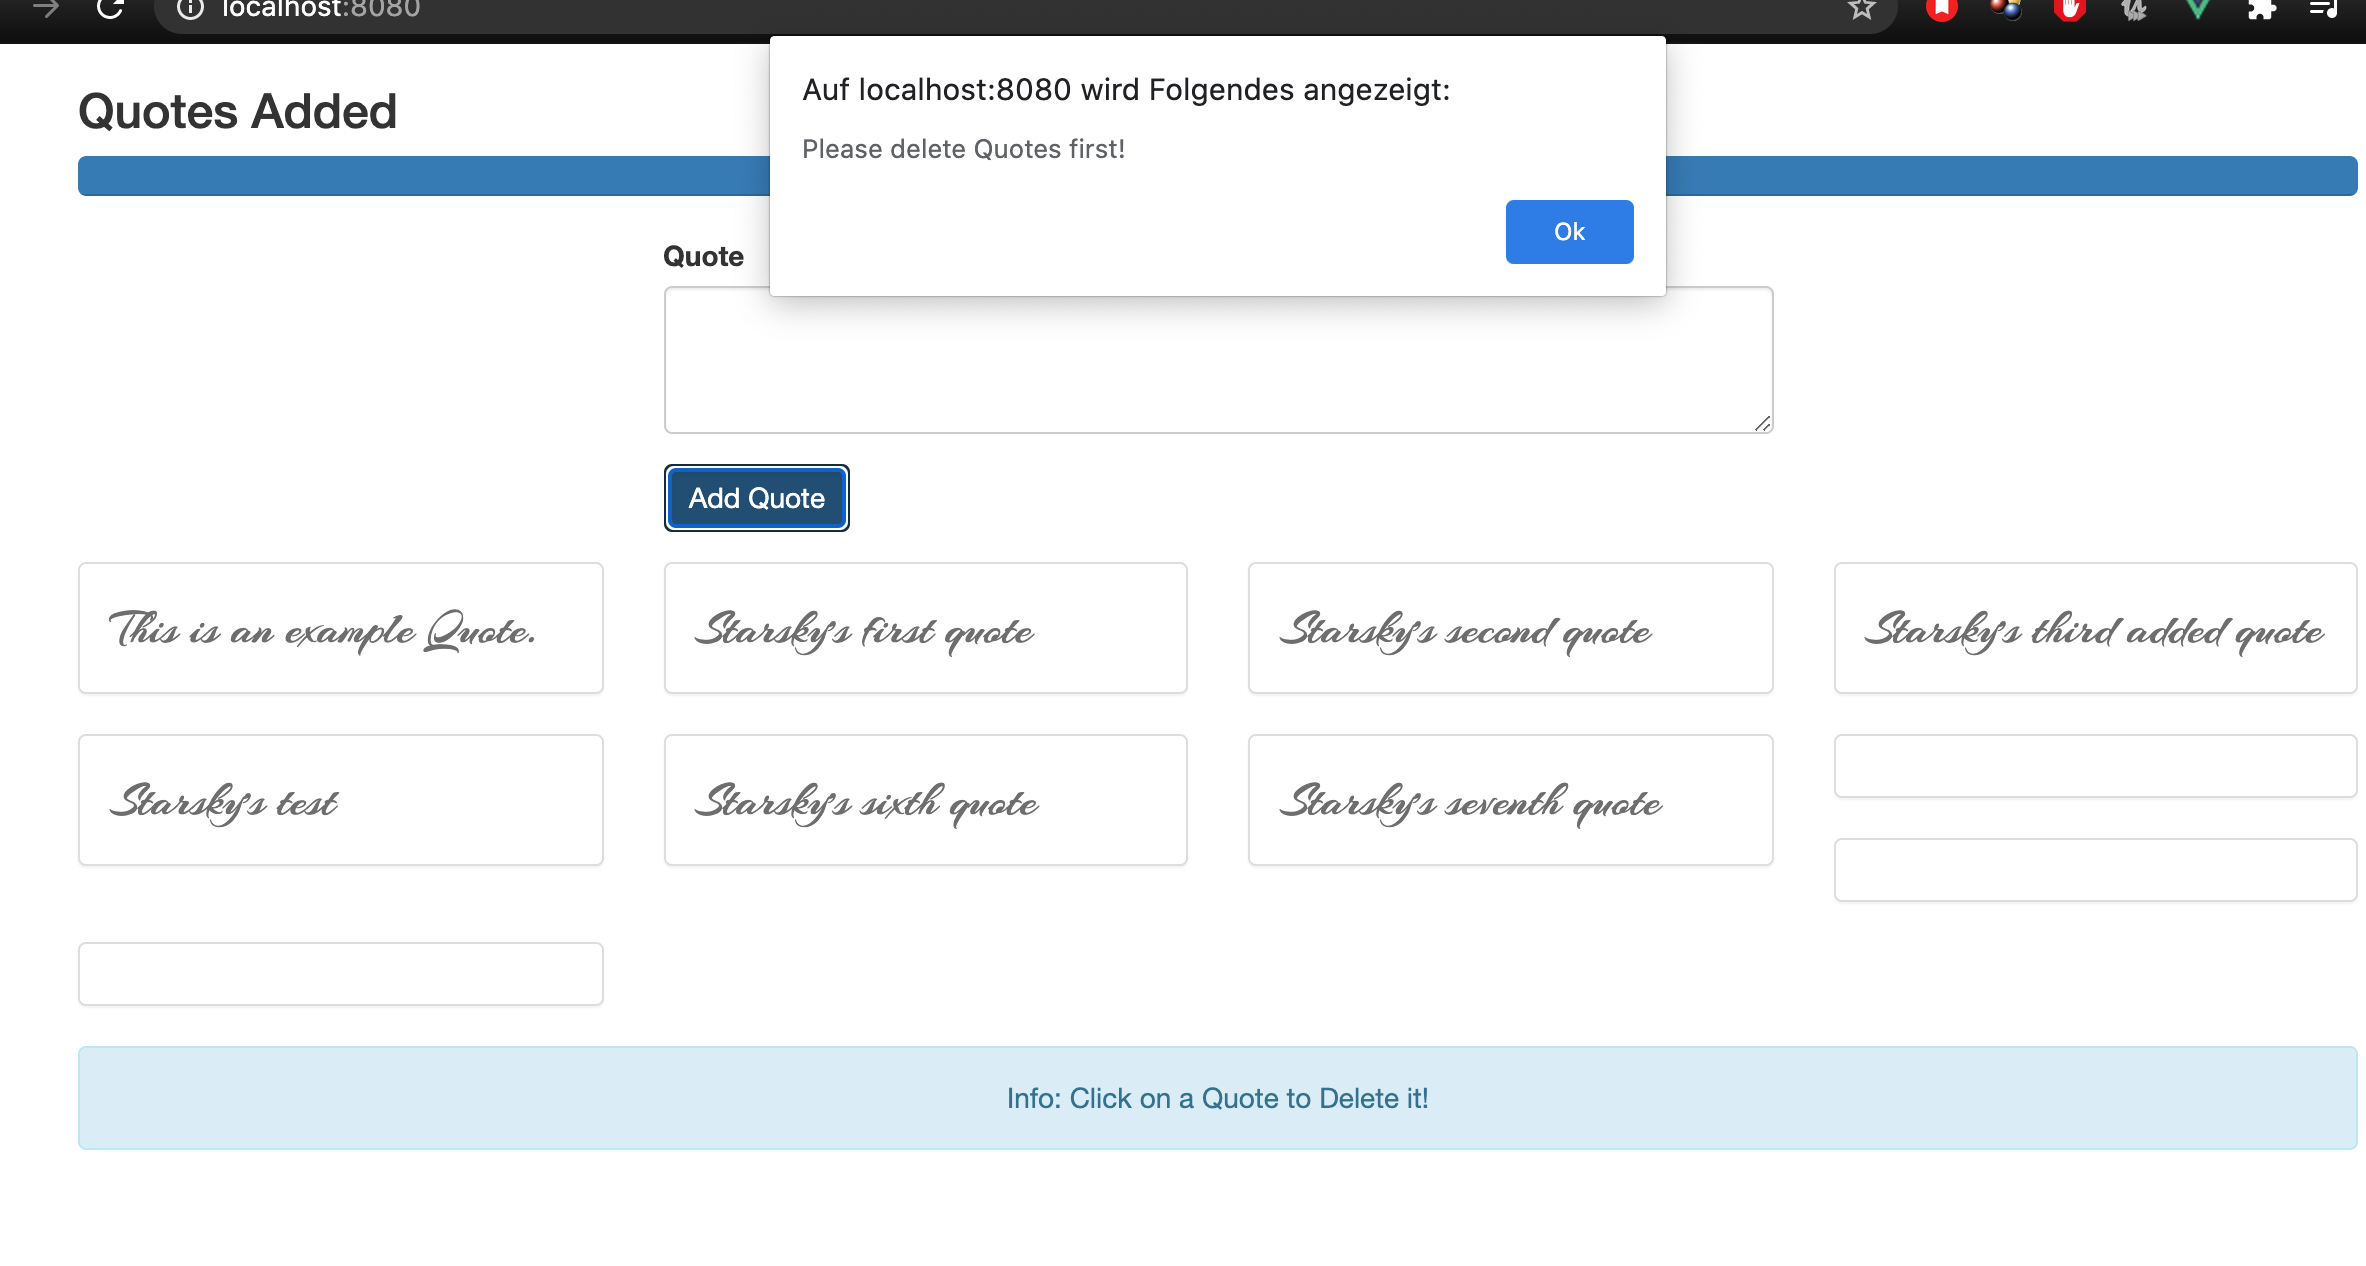 localhost:8080
Auf localhost:8080 wird Folgendes angezeigt:
Please delete Quotes first!
Ok
Quotes Added
Quote
Add Quote
This is an example Quote.
Starsky's first quote
Starsky's second quote
Starsky's third added quote
Starsky's test
Starsky's sixth quote
Starsky's seventh quote
Info: Click on a Quote to Delete it!